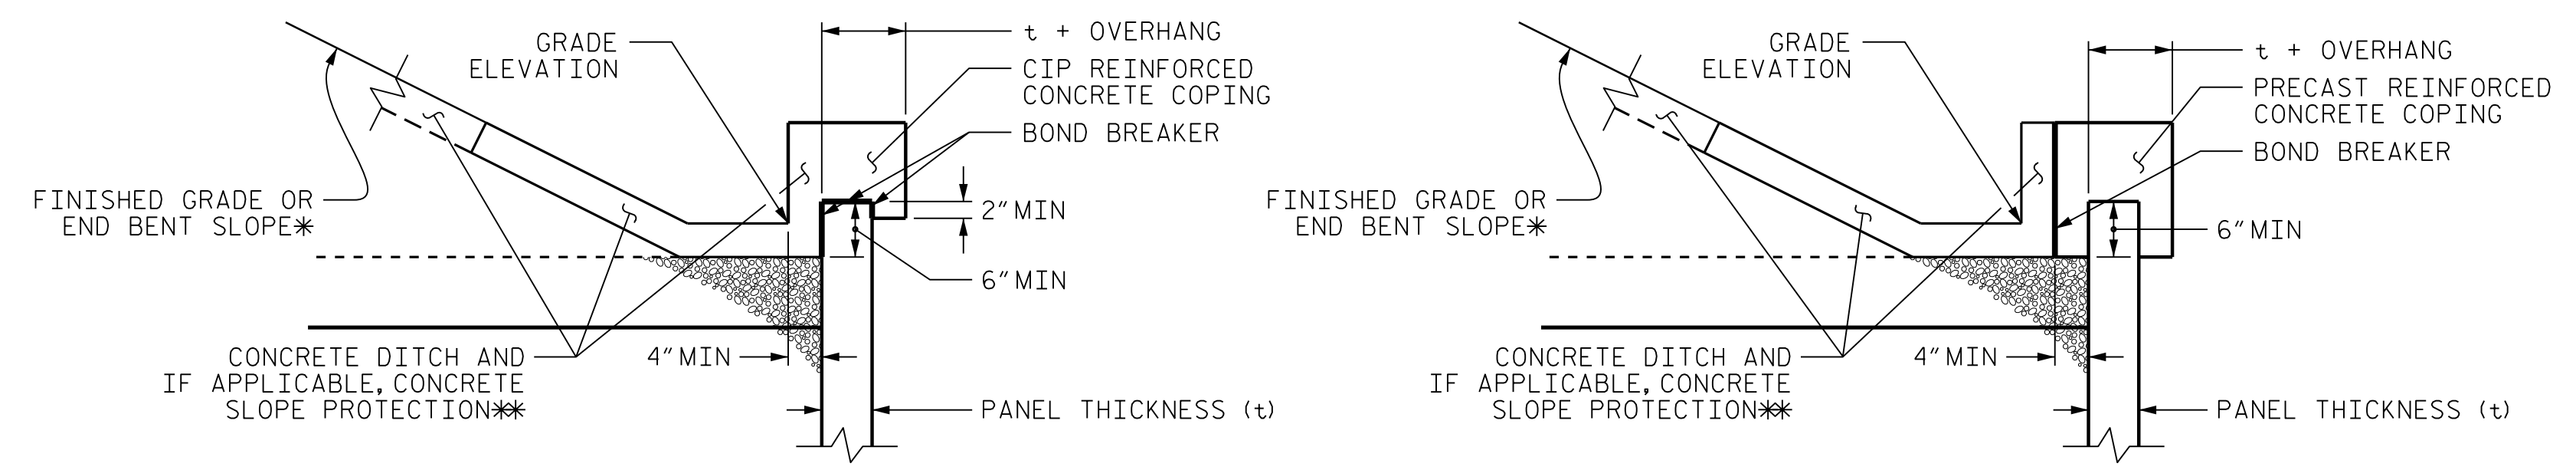 GRADE
ELEVATION
t + OVERHANG
CIP REINFORCED
CONCRETE COPING
BOND BREAKER
FINISHED GRADE OR
END BENT SLOPE*
2" MIN
6" MIN
CONCRETE DITCH AND
IF APPLICABLE, CONCRETE
SLOPE PROTECTION**
4" MIN
PANEL THICKNESS (t)
GRADE
ELEVATION
t + OVERHANG
PRECAST REINFORCED
CONCRETE COPING
BOND BREAKER
FINISHED GRADE OR
END BENT SLOPE*
6" MIN
CONCRETE DITCH AND
IF APPLICABLE, CONCRETE
SLOPE PROTECTION**
4" MIN
PANEL THICKNESS (t)